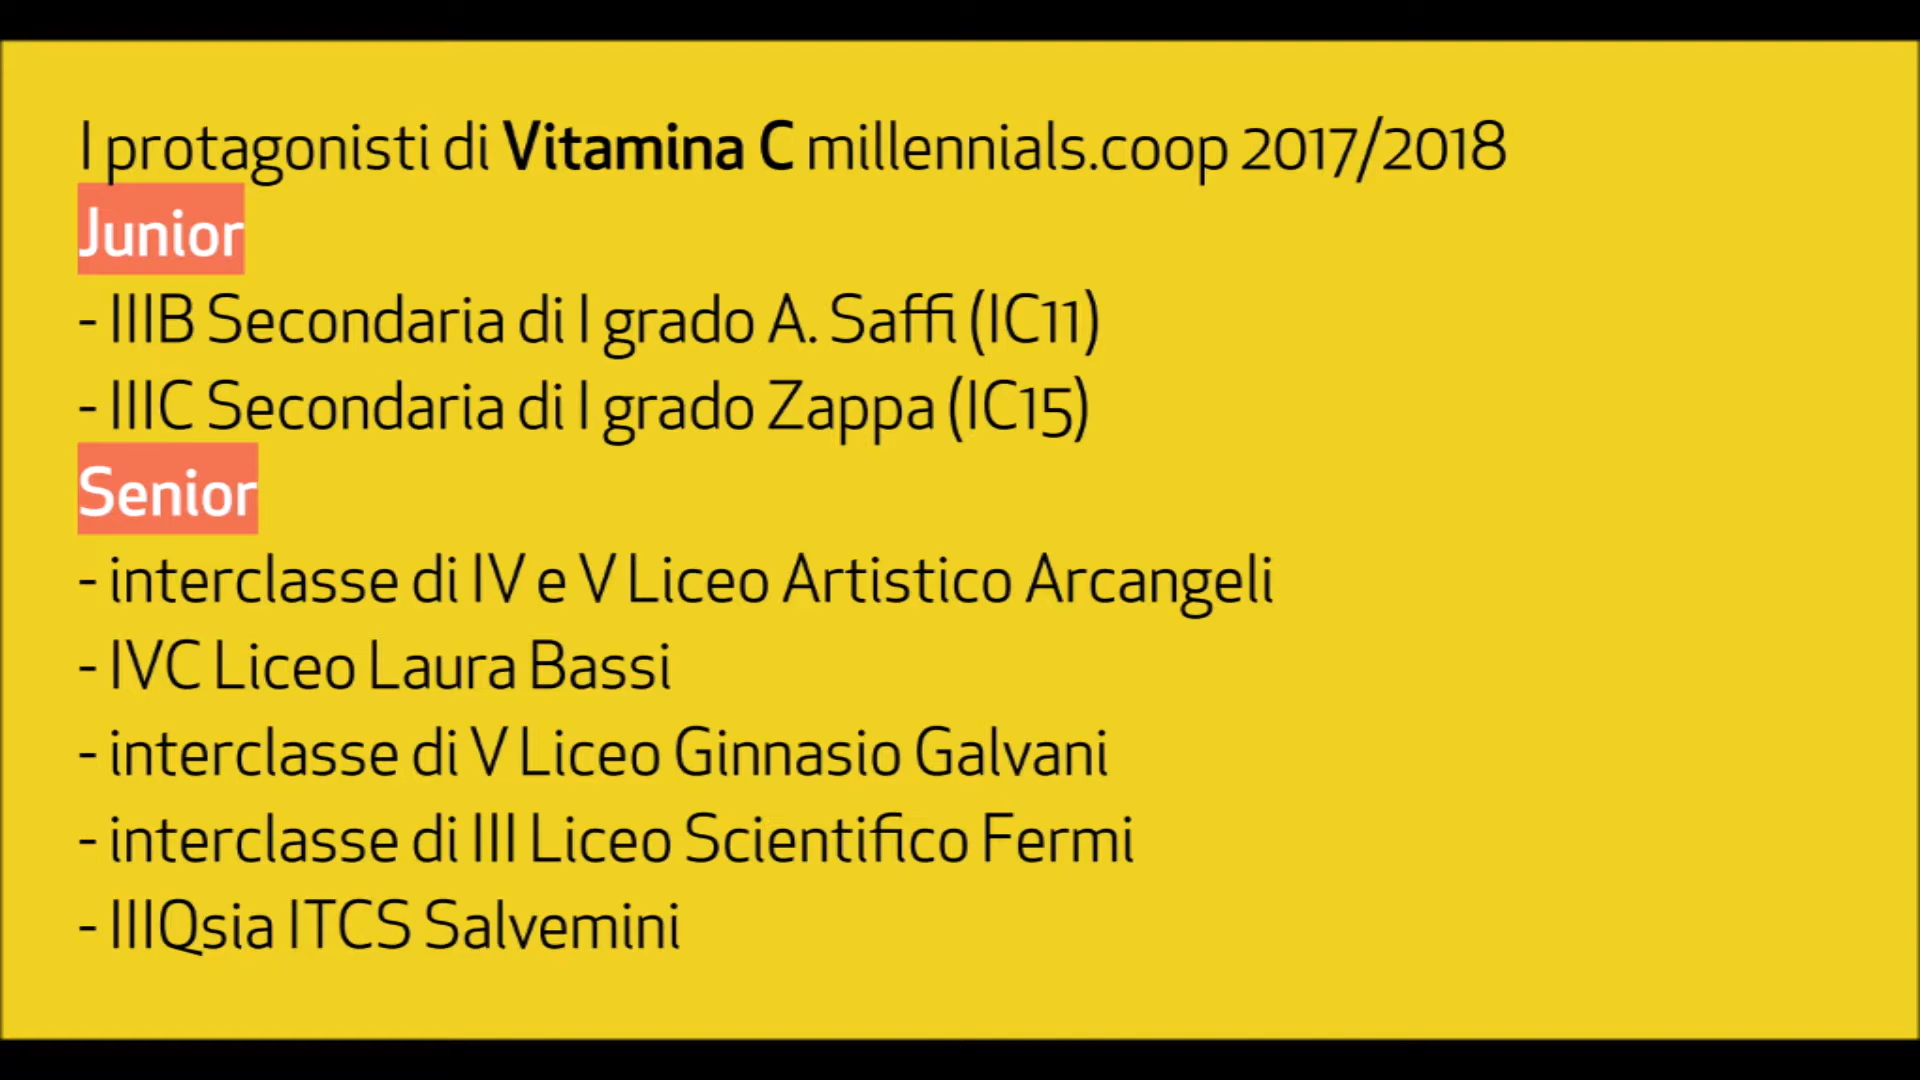 I protagonisti di Vitamina C millennials.coop 2017/2018
Junior
- IIIB Secondaria di I grado A. Saffi (IC11)
- IIIC Secondaria di I grado Zappa (IC15)
Senior
- interclasse di IV e V Liceo Artistico Arcangeli
- IVC Liceo Laura Bassi
- interclasse di V Liceo Ginnasio Galvani
- interclasse di III Liceo Scientifico Fermi
- IIIQsia ITCS Salvemini